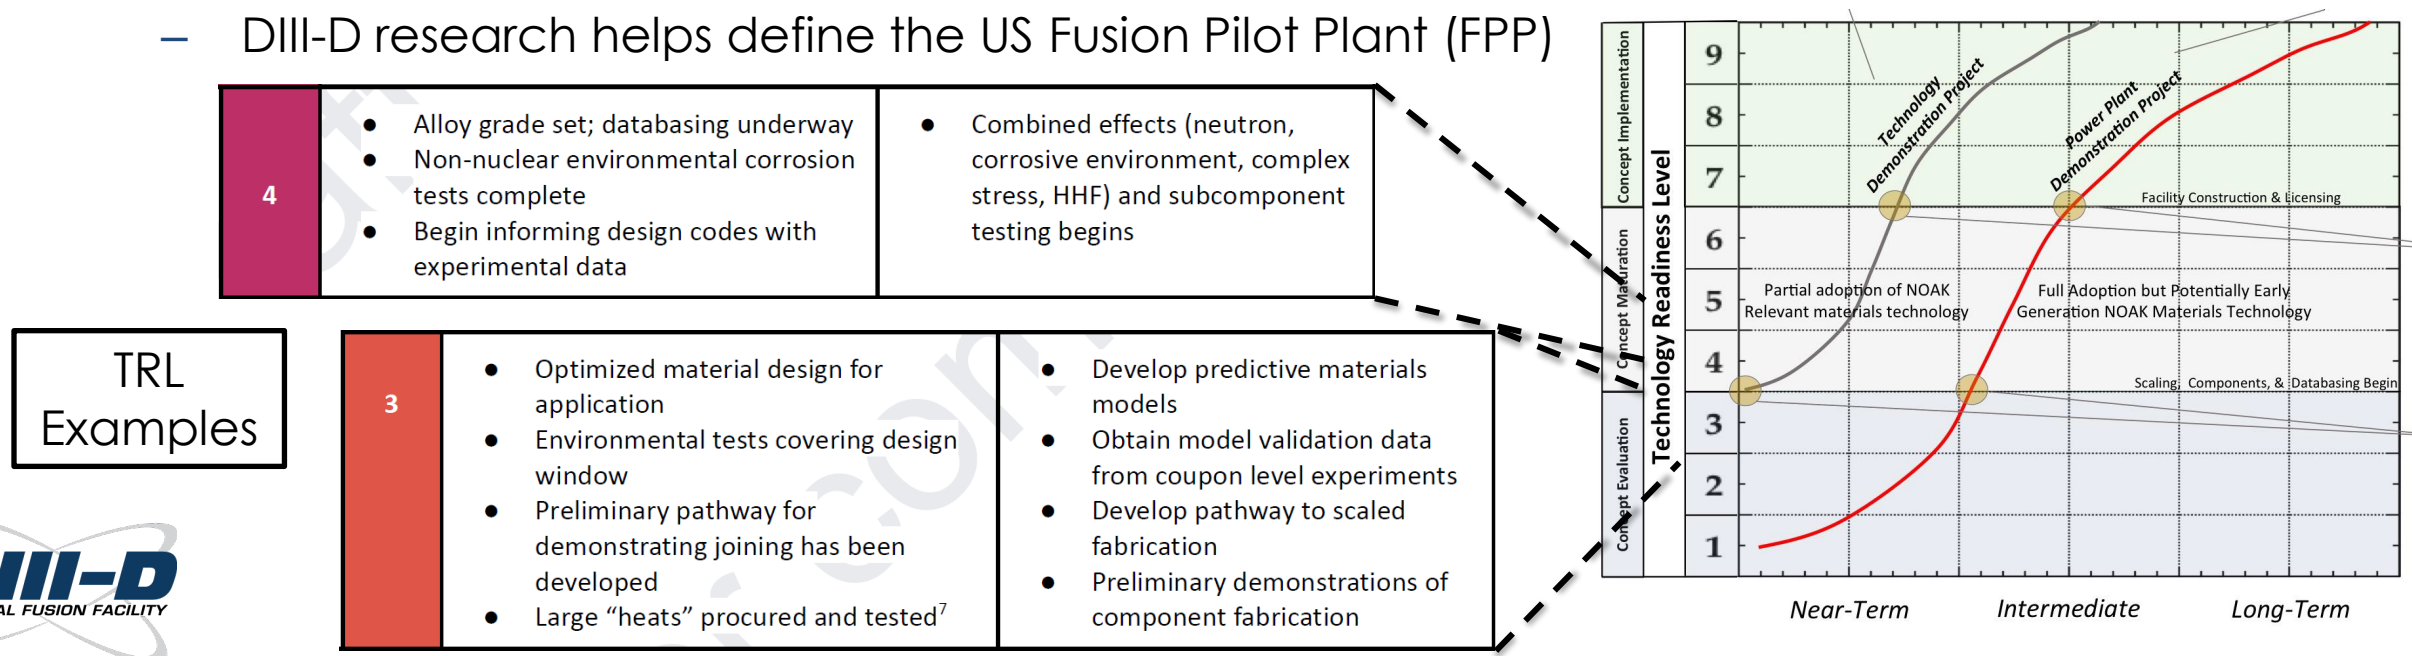 – DIII-D research helps define the US Fusion Pilot Plant (FPP)
4
● Alloy grade set; databasing underway
● Non-nuclear environmental corrosion
tests complete
● Begin informing design codes with
experimental data
● Combined effects (neutron,
corrosive environment, complex
stress, HHF) and subcomponent
testing begins
TRL
Examples
3
● Optimized material design for
application
● Environmental tests covering design
window
● Preliminary pathway for
demonstrating joining has been
developed
● Large “heats” procured and tested7
● Develop predictive materials
models
● Obtain model validation data
from coupon level experiments
● Develop pathway to scaled
fabrication
● Preliminary demonstrations of
component fabrication
III-D
AL FUSION FACILITY
Concept Implementation
Concept Maturation
Concept Evaluation
Technology Readiness Level
9
8
7
6
5
4
3
2
1
Technology
Demonstration Project
Power Plant
Demonstration Project
Facility Construction & Licensing
Partial adoption of NOAK
Relevant materials technology
Full Adoption but Potentially Early
Generation NOAK Materials Technology
Scaling, Components, & Databasing Begin
Near-Term
Intermediate
Long-Term